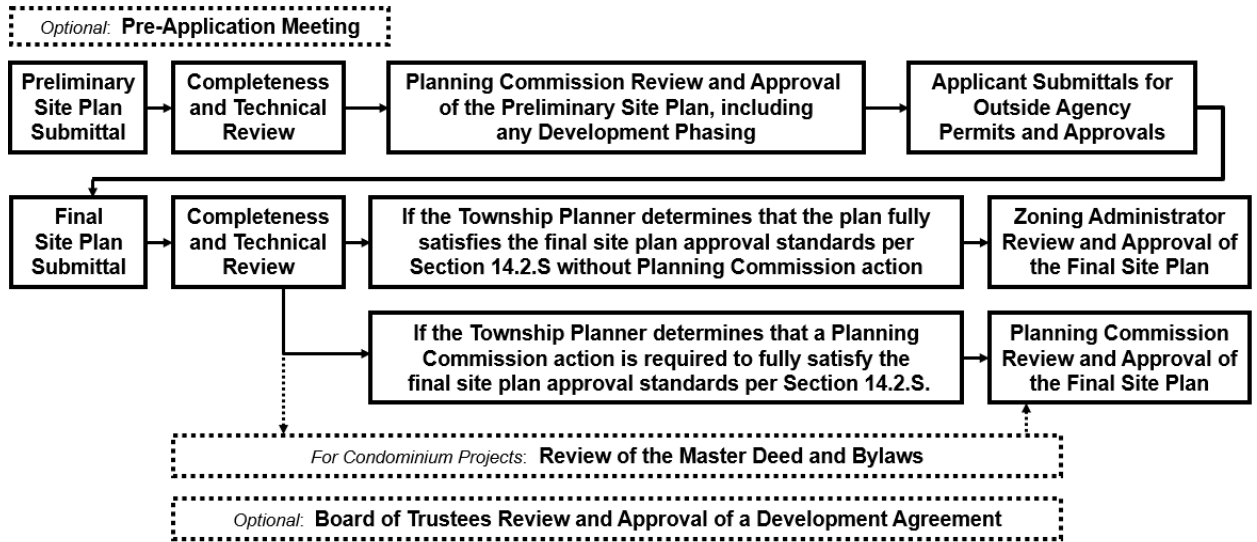 Optional: Pre-Application Meeting
Preliminary
Site Plan
Submittal
Completeness
and Technical
Review
Planning Commission Review and Approval
of the Preliminary Site Plan, including
any Development Phasing
Applicant Submittals for
Outside Agency
Permits and Approvals
Final
Site Plan
Submittal
Completeness
and Technical
Review
If the Township Planner determines that the plan fully
satisfies the final site plan approval standards per
Section 14.2.S without Planning Commission action
Zoning Administrator
Review and Approval of
the Final Site Plan
If the Township Planner determines that a Planning
Commission action is required to fully satisfy the
final site plan approval standards per Section 14.2.S.
Planning Commission
Review and Approval of
the Final Site Plan
For Condominium Projects: Review of the Master Deed and Bylaws
Optional: Board of Trustees Review and Approval of a Development Agreement